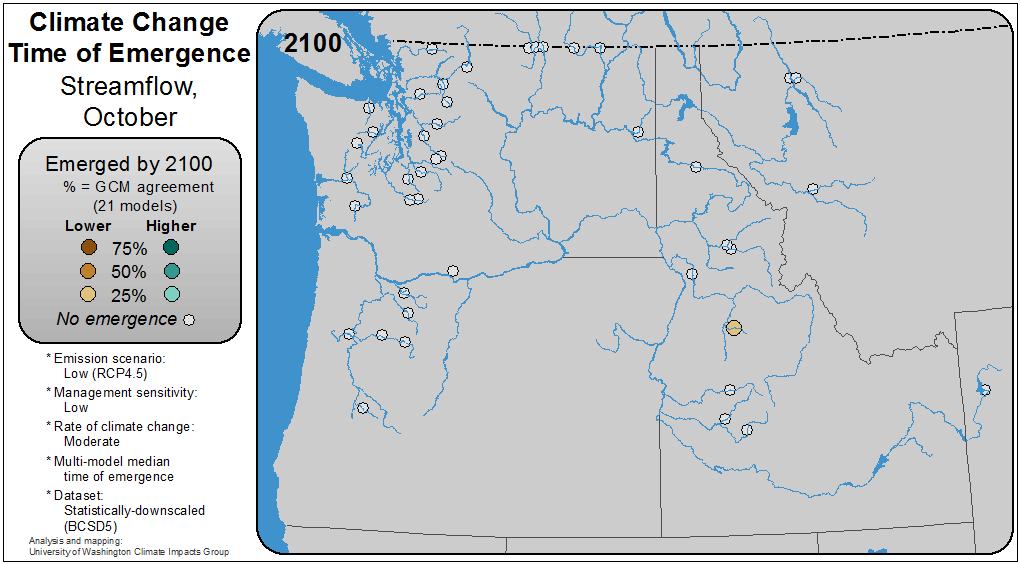 Climate Change
Time of Emergence
Streamflow,
October
2100
Emerged by 2100
% = GCM agreement
(21 models)
Lower Higher
75%
50%
25%
No emergence
* Emission scenario:
Low (RCP4.5)
* Management sensitivity:
Low
* Rate of climate change:
Moderate
* Multi-model median
time of emergence
* Dataset:
Statistically-downscaled
(BCSD5)
Analysis and mapping:
University of Washington Climate Impacts Group